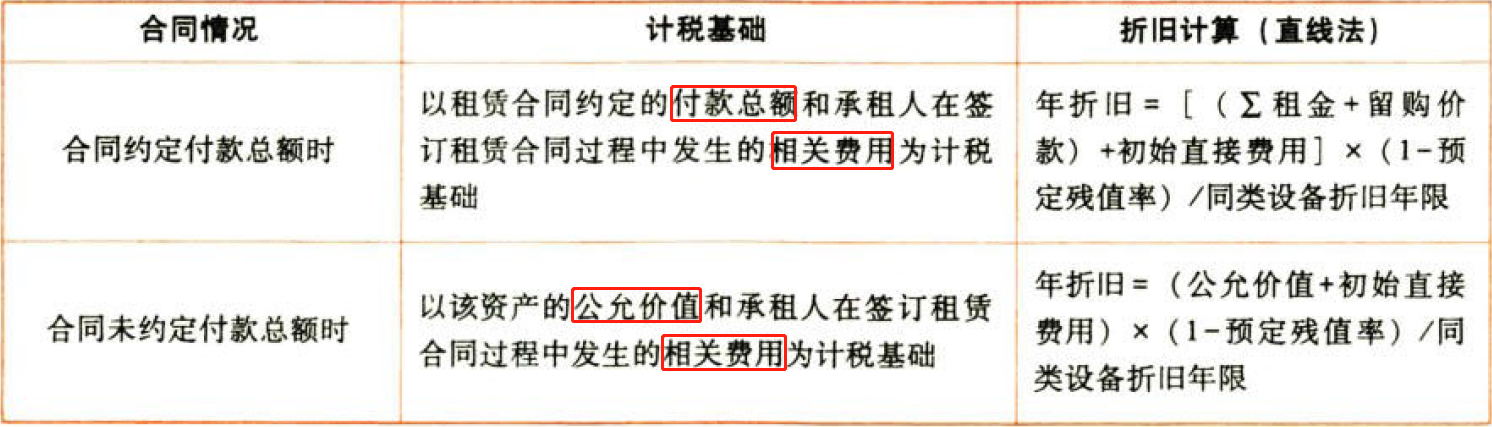 合同情况
计税基础
折旧计算（直线法）
合同约定付款总额时
以租赁合同约定的付款总额和承租人在签
订租赁合同过程中发生的相关费用为计税
基础
年折旧=［（∑租金+留购价
款）+初始直接费用］×（1-预
定残值率）/同类设备折旧年限
合同未约定付款总额时
以该资产的公允价值和承租人在签订租赁
合同过程中发生的相关费用为计税基础
年折旧=（公允价值+初始直接
费用）×（1-预定残值率）/同
类设备折旧年限